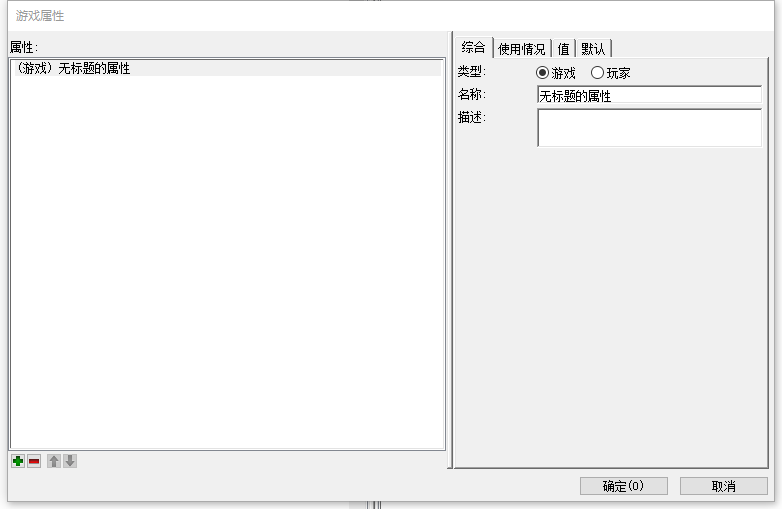 游戏属性
属性:
(游戏) 无标题的属性
综合 使用情况 值 默认
类型: 游戏 玩家
名称: 无标题的属性
描述:
确定(O) 取消